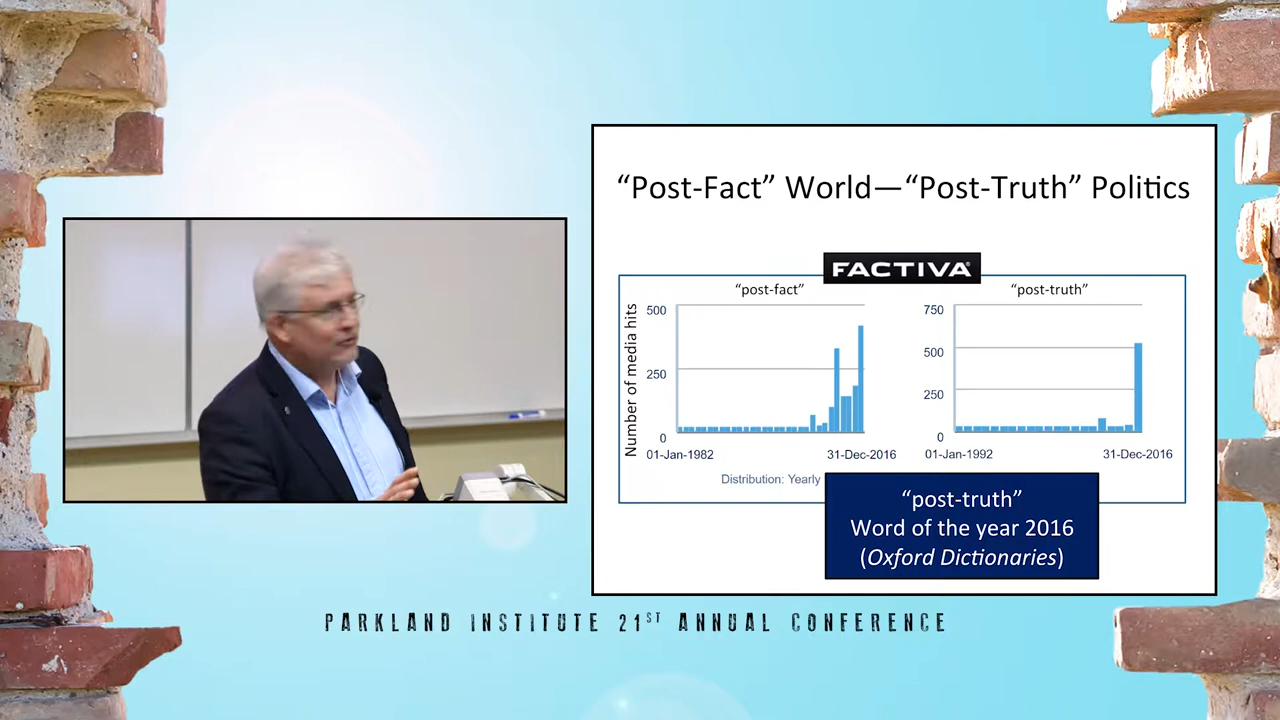 “Post-Fact” World—“Post-Truth” Politics
FACTIVA®
“post-fact”
“post-truth”
Number of media hits
500
250
0
01-Jan-1982
31-Dec-2016
750
500
250
0
01-Jan-1992
31-Dec-2016
Distribution: Yearly
“post-truth”
Word of the year 2016
(Oxford Dictionaries)
PARKLAND INSTITUTE 21ST ANNUAL CONFERENCE